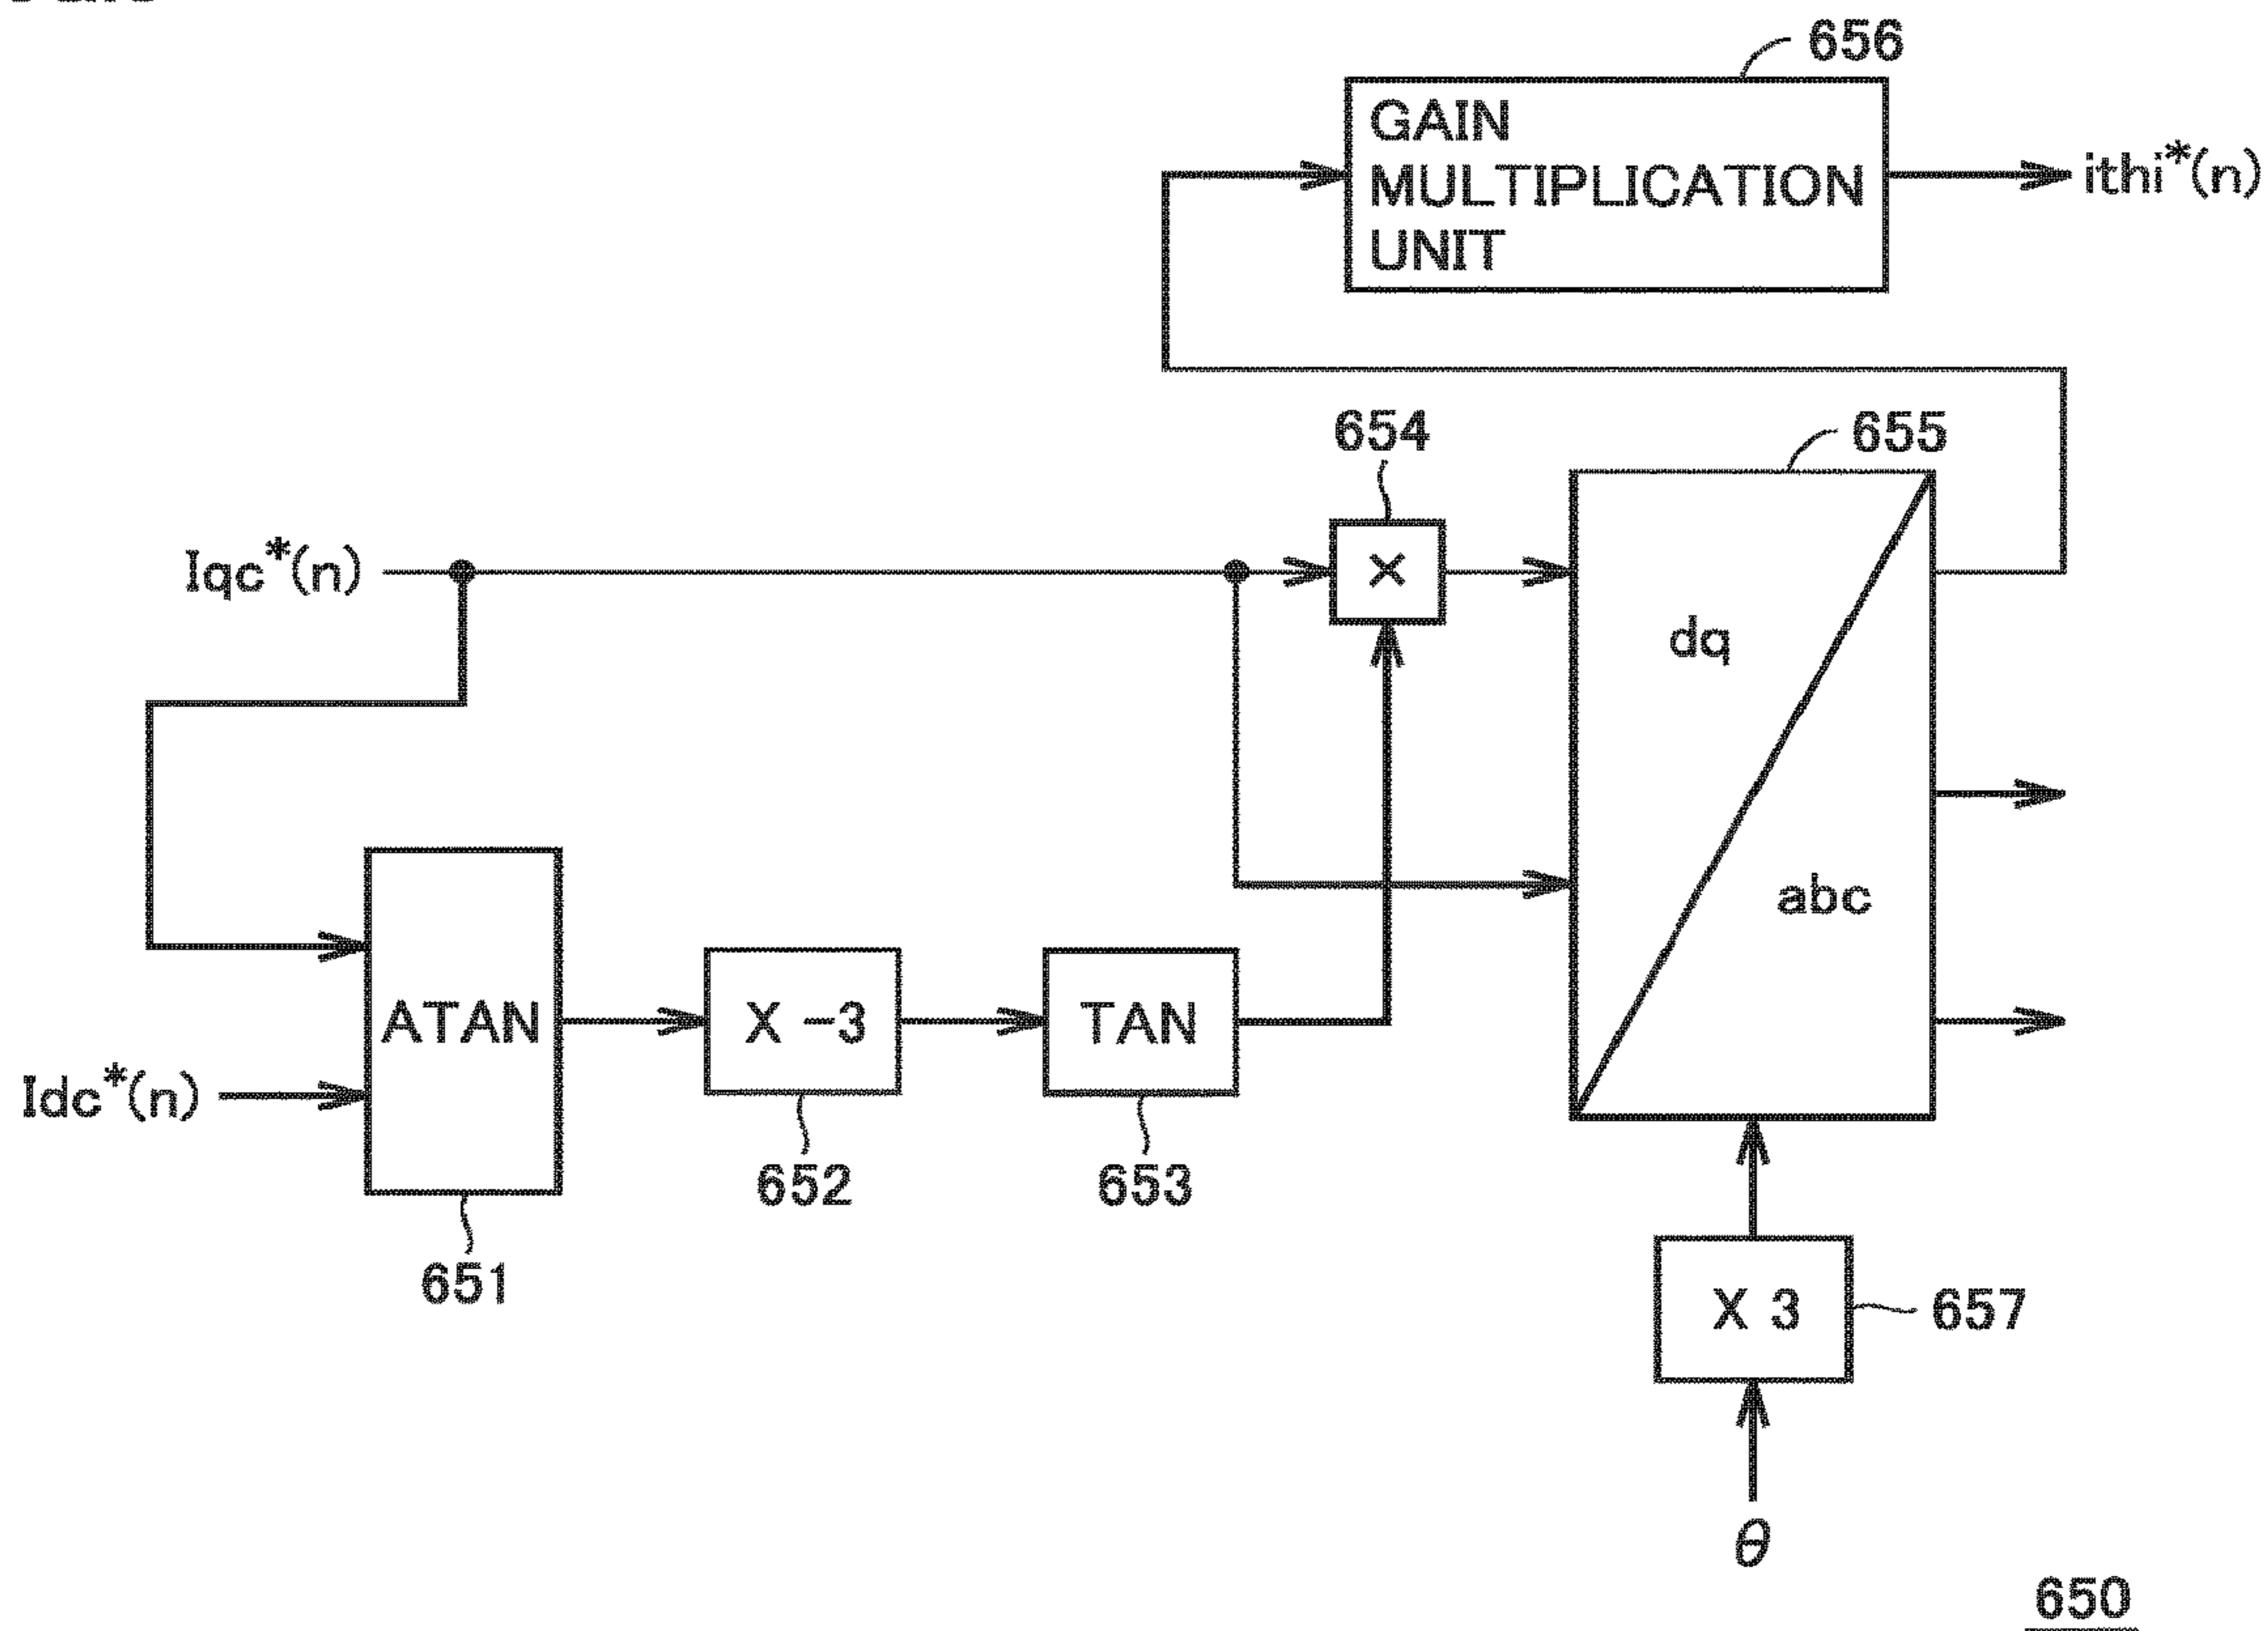 656
GAIN
MULTIPLICATION
UNIT
ithi*(n)
654
655
Iqc*(n)
×
dq
abc
ATAN
X -3
TAN
Idc*(n)
652
653
651
X 3
657
θ
650